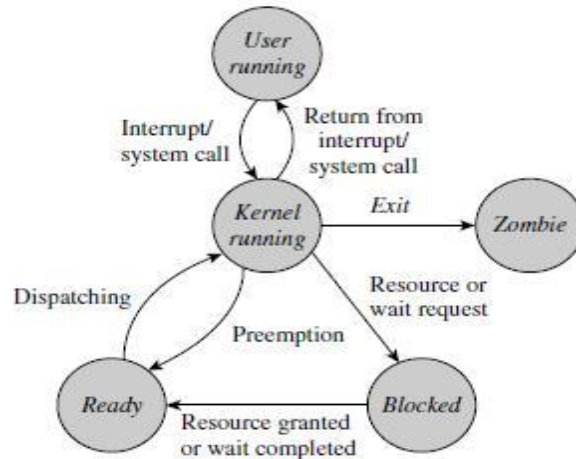 User
running
Interrupt/
system call
Return from
interrupt/
system call
Kernel
running
Exit
Zombie
Dispatching
Preemption
Resource or
wait request
Ready
Resource granted
or wait completed
Blocked